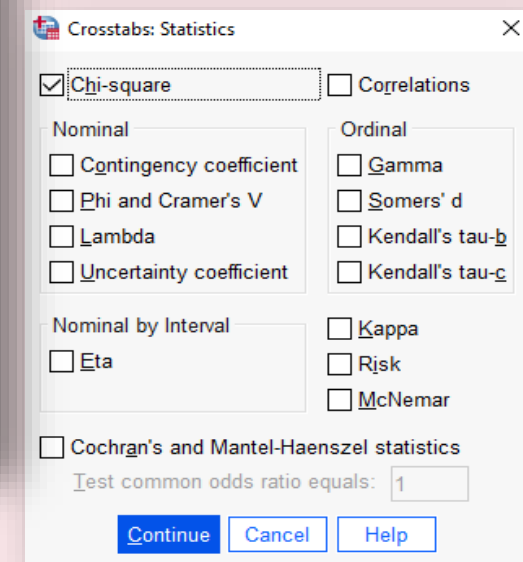 Crosstabs: Statistics
Chi-square
Correlations
Nominal
Contingency coefficient
Phi and Cramer's V
Lambda
Uncertainty coefficient
Ordinal
Gamma
Somers' d
Kendall's tau-b
Kendall's tau-c
Nominal by Interval
Eta
Kappa
Risk
McNemar
Cochran's and Mantel-Haenszel statistics
Test common odds ratio equals: 1
Continue Cancel Help